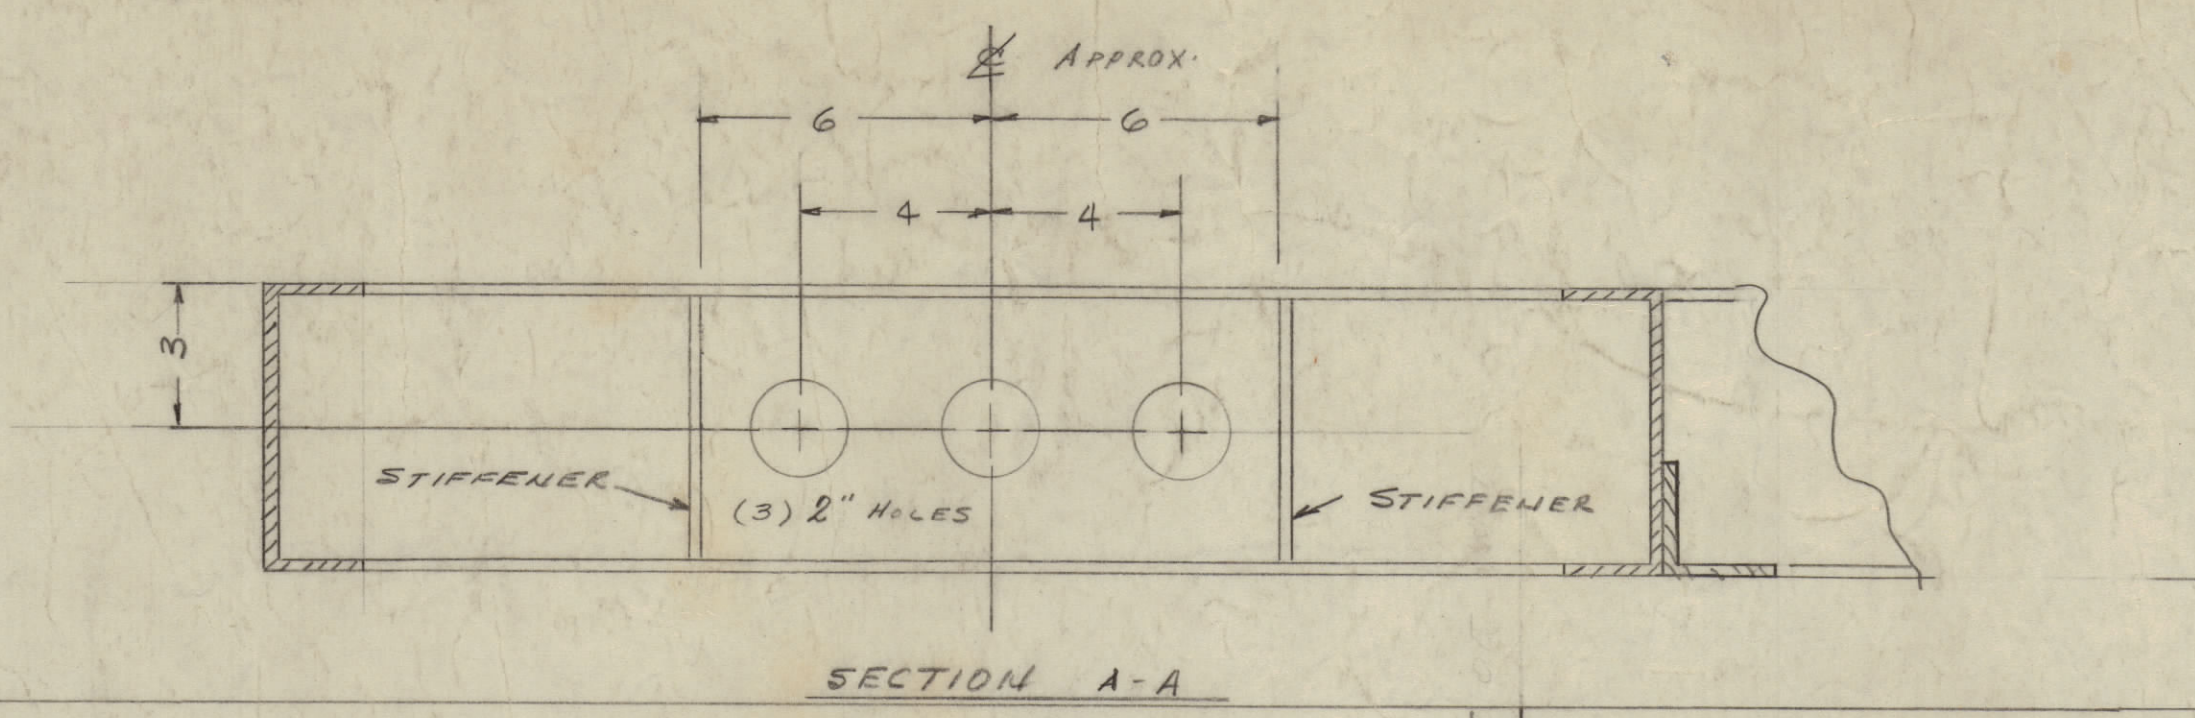 ℄ APPROX.
6 6
4 4
3
STIFFENER
(3) 2" HOLES
STIFFENER
SECTION A-A